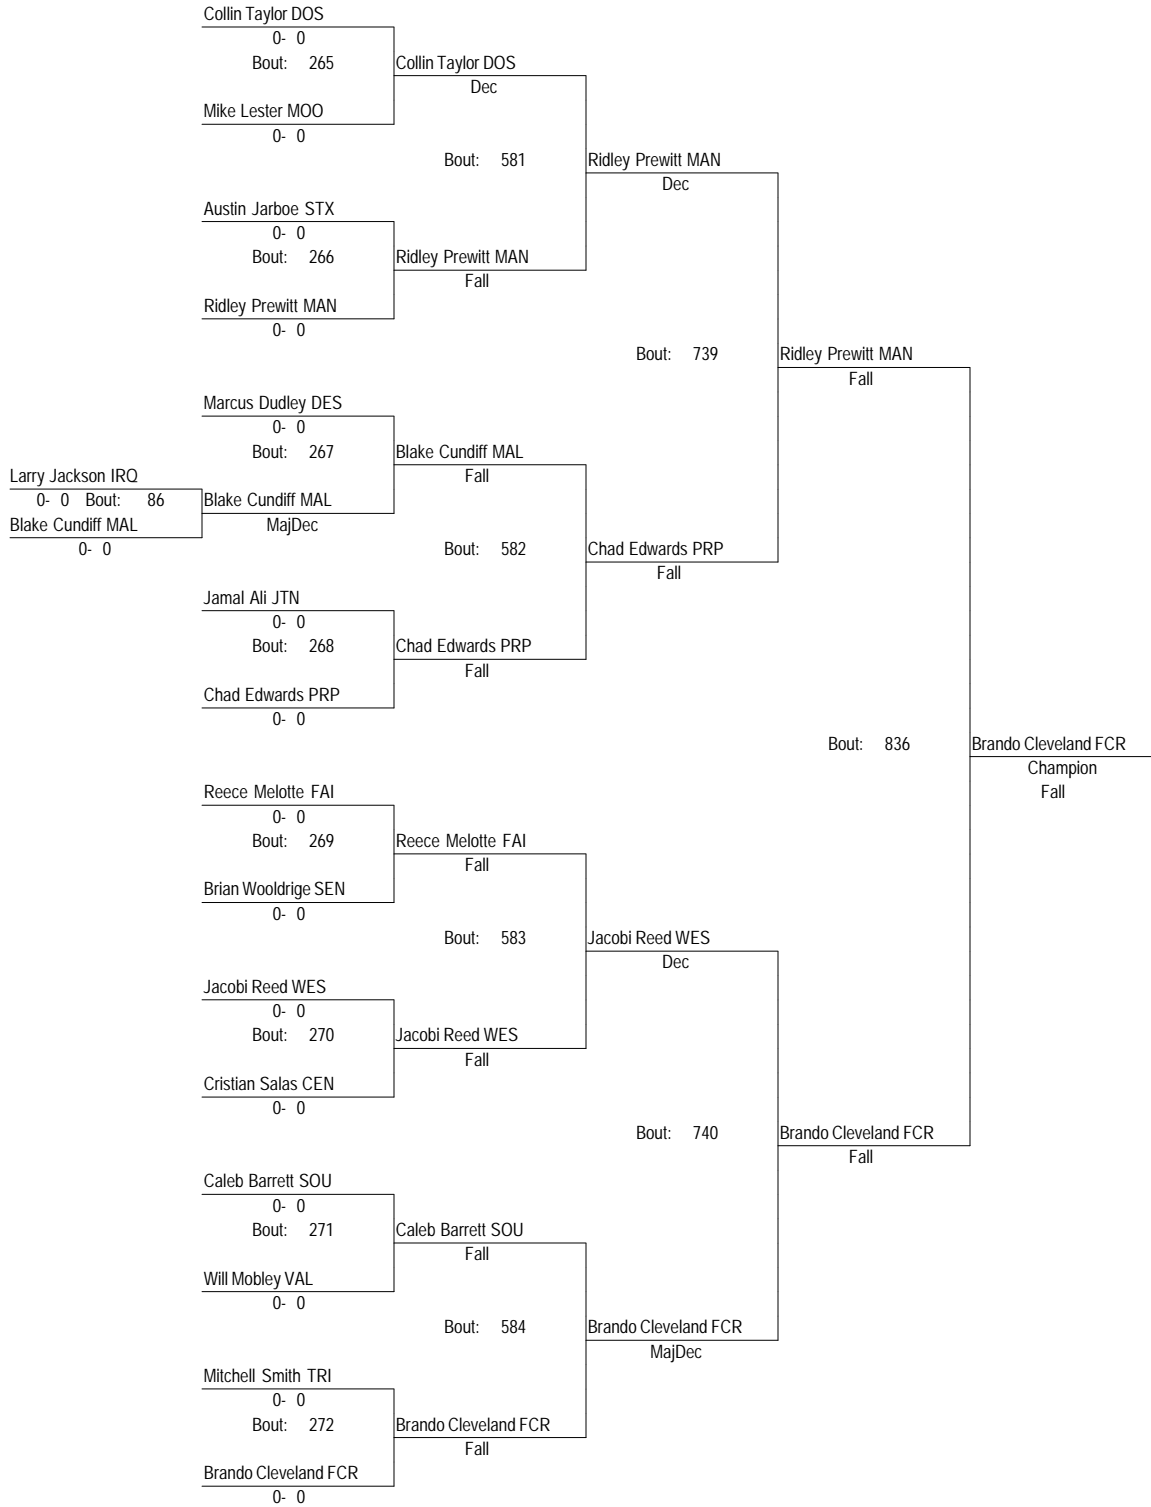 Collin Taylor DOS
0- 0
Bout: 265
Collin Taylor DOS
Dec
Mike Lester MOO
0- 0
Bout: 581
Ridley Prewitt MAN
Dec
Austin Jarboe STX
0- 0
Bout: 266
Ridley Prewitt MAN
Fall
Ridley Prewitt MAN
0- 0
Bout: 739
Ridley Prewitt MAN
Fall
Marcus Dudley DES
0- 0
Bout: 267
Blake Cundiff MAL
Fall
Larry Jackson IRQ
0- 0 Bout: 86
Blake Cundiff MAL
MajDec
Blake Cundiff MAL
0- 0
Bout: 582
Chad Edwards PRP
Fall
Jamal Ali JTN
0- 0
Bout: 268
Chad Edwards PRP
Fall
Chad Edwards PRP
0- 0
Bout: 836
Brando Cleveland FCR
Champion
Fall
Reece Melotte FAI
0- 0
Bout: 269
Reece Melotte FAI
Fall
Brian Wooldrige SEN
0- 0
Bout: 583
Jacobi Reed WES
Dec
Jacobi Reed WES
0- 0
Bout: 270
Jacobi Reed WES
Fall
Cristian Salas CEN
0- 0
Bout: 740
Brando Cleveland FCR
Fall
Caleb Barrett SOU
0- 0
Bout: 271
Caleb Barrett SOU
Fall
Will Mobley VAL
0- 0
Bout: 584
Brando Cleveland FCR
MajDec
Mitchell Smith TRI
0- 0
Bout: 272
Brando Cleveland FCR
Fall
Brando Cleveland FCR
0- 0